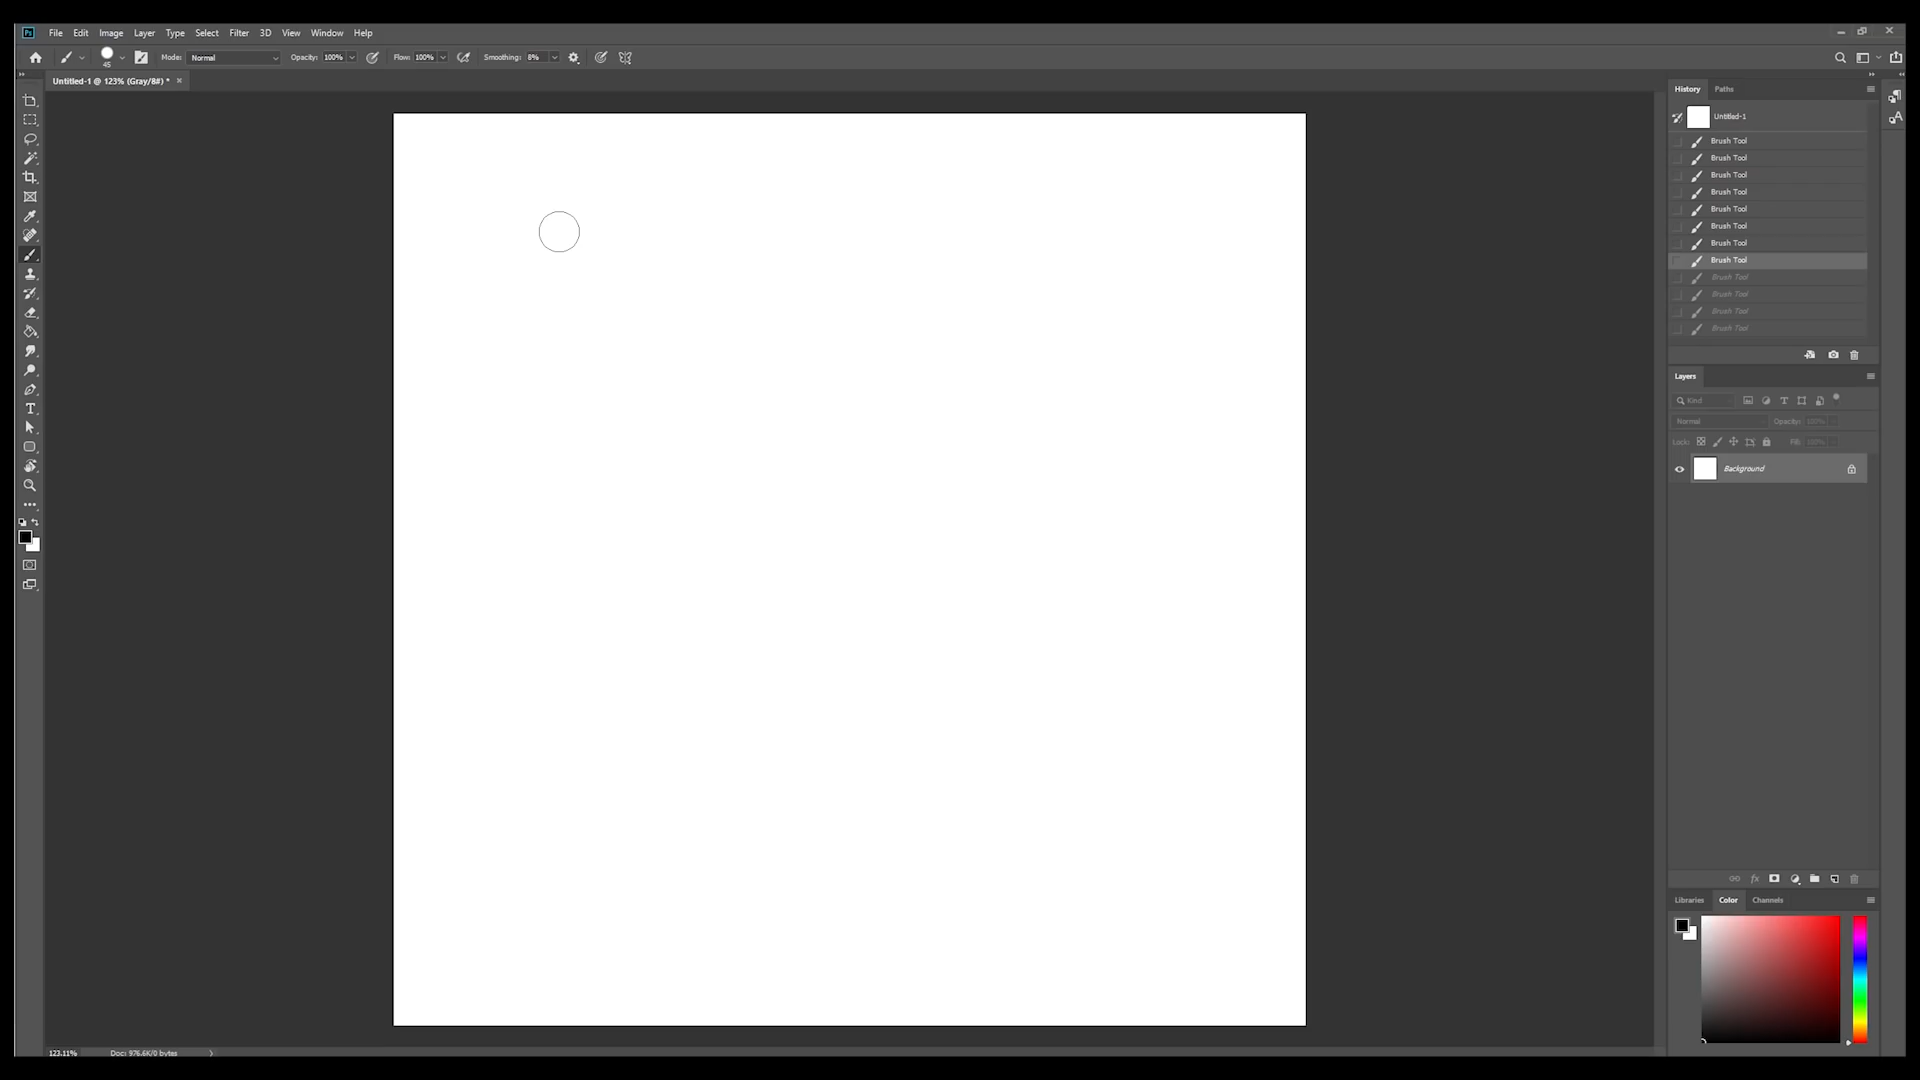 Ps File Edit Image Layer Type Select Filter 3D View Window Help
45 Mode: Normal Opacity: 100% Flow: 100% Smoothing: 8%
Untitled-1 @ 123% (Gray/8#) * ×
History Paths
Untitled-1
Brush Tool
Brush Tool
Brush Tool
Brush Tool
Brush Tool
Brush Tool
Brush Tool
Brush Tool
Brush Tool
Brush Tool
Brush Tool
Brush Tool
Layers
Kind
Normal Opacity: 100%
Lock: Fill: 100%
Background
fx
Libraries Color Channels
123.11% Doc: 976.6K/0 bytes